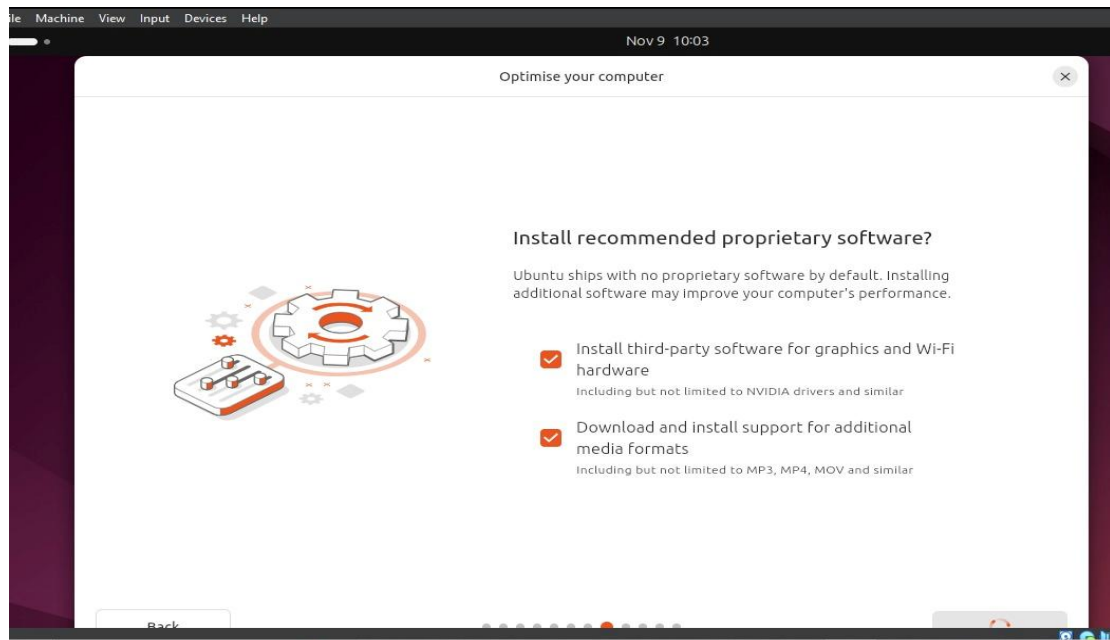 ile Machine View Input Devices Help
Nov 9 10:03
Optimise your computer
Install recommended proprietary software?
Ubuntu ships with no proprietary software by default. Installing
additional software may improve your computer's performance.
Install third-party software for graphics and Wi-Fi
hardware
Including but not limited to NVIDIA drivers and similar
Download and install support for additional
media formats
Including but not limited to MP3, MP4, MOV and similar
Back